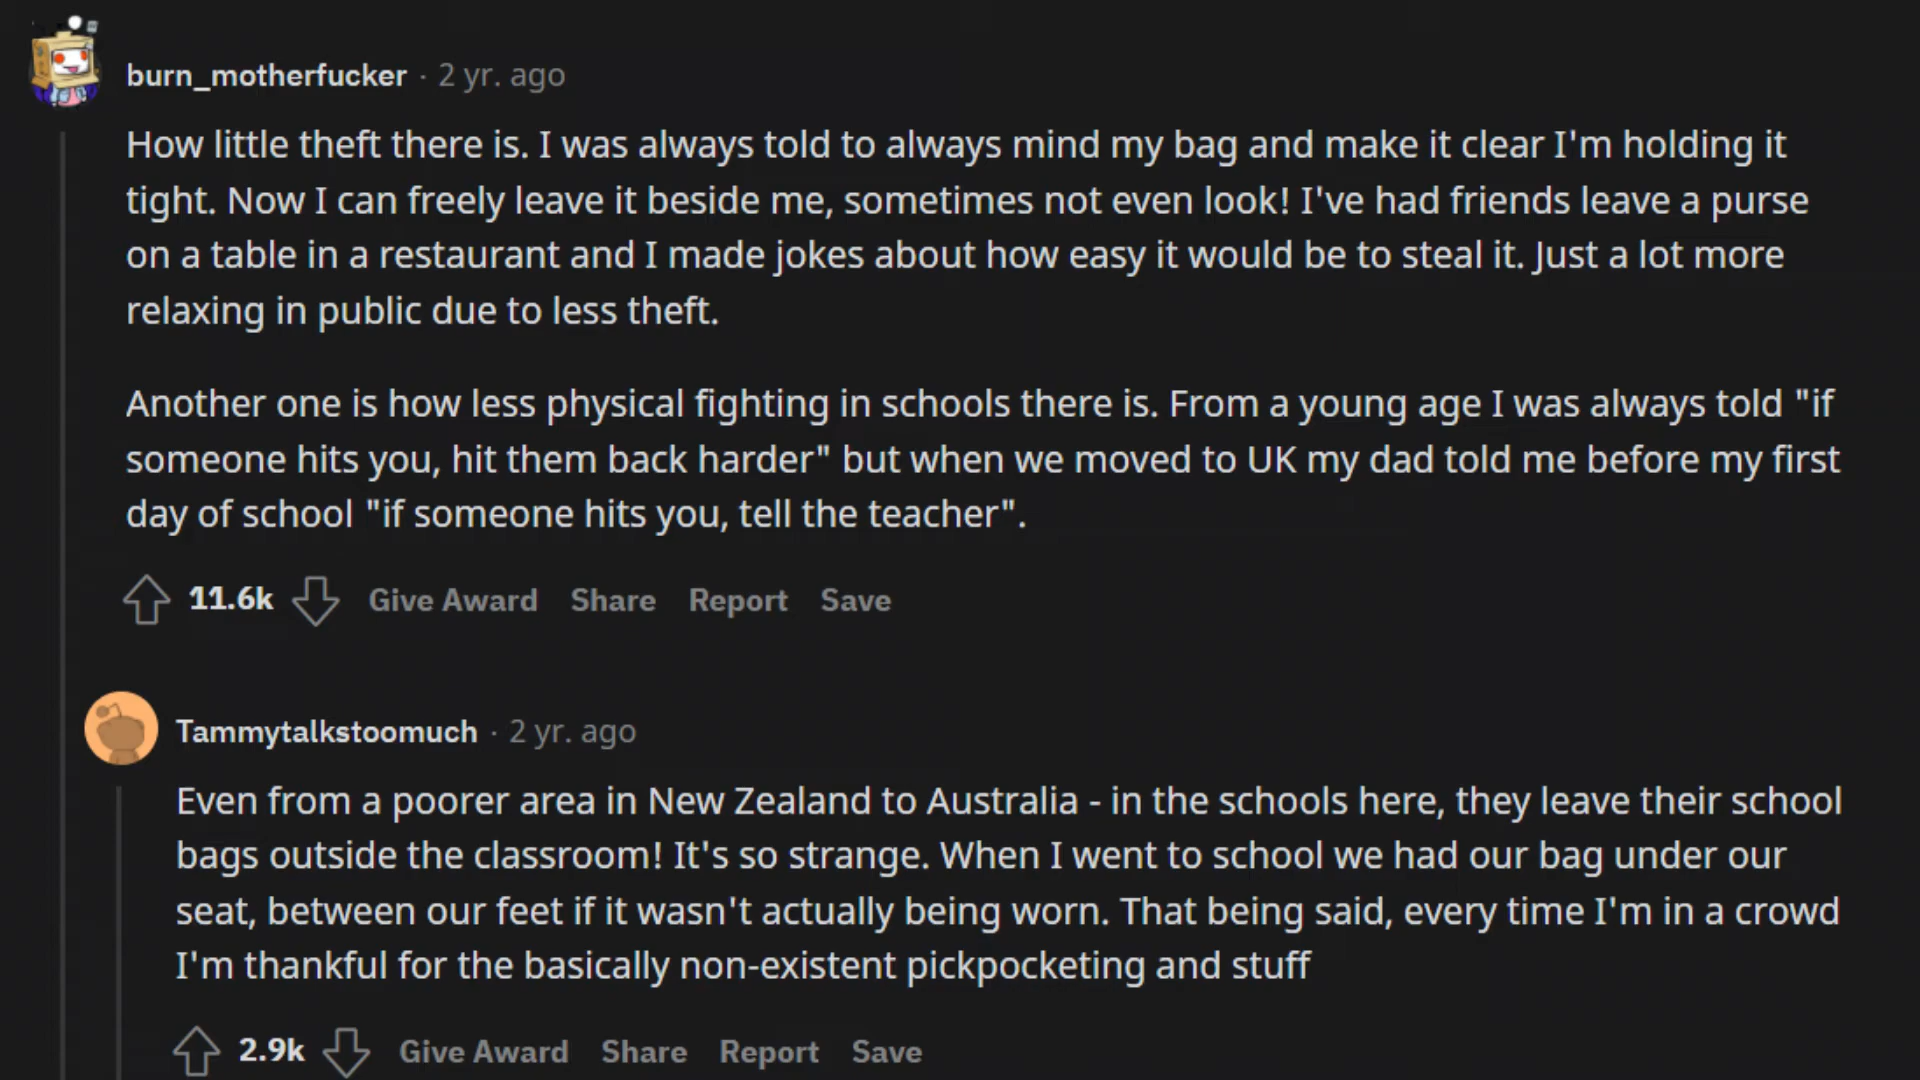 burn_motherfucker · 2 yr. ago
How little theft there is. I was always told to always mind my bag and make it clear I'm holding it
tight. Now I can freely leave it beside me, sometimes not even look! I've had friends leave a purse
on a table in a restaurant and I made jokes about how easy it would be to steal it. Just a lot more
relaxing in public due to less theft.
Another one is how less physical fighting in schools there is. From a young age I was always told "if
someone hits you, hit them back harder" but when we moved to UK my dad told me before my first
day of school "if someone hits you, tell the teacher".
11.6k Give Award Share Report Save
Tammytalkstoomuch · 2 yr. ago
Even from a poorer area in New Zealand to Australia - in the schools here, they leave their school
bags outside the classroom! It's so strange. When I went to school we had our bag under our
seat, between our feet if it wasn't actually being worn. That being said, every time I'm in a crowd
I'm thankful for the basically non-existent pickpocketing and stuff
2.9k Give Award Share Report Save